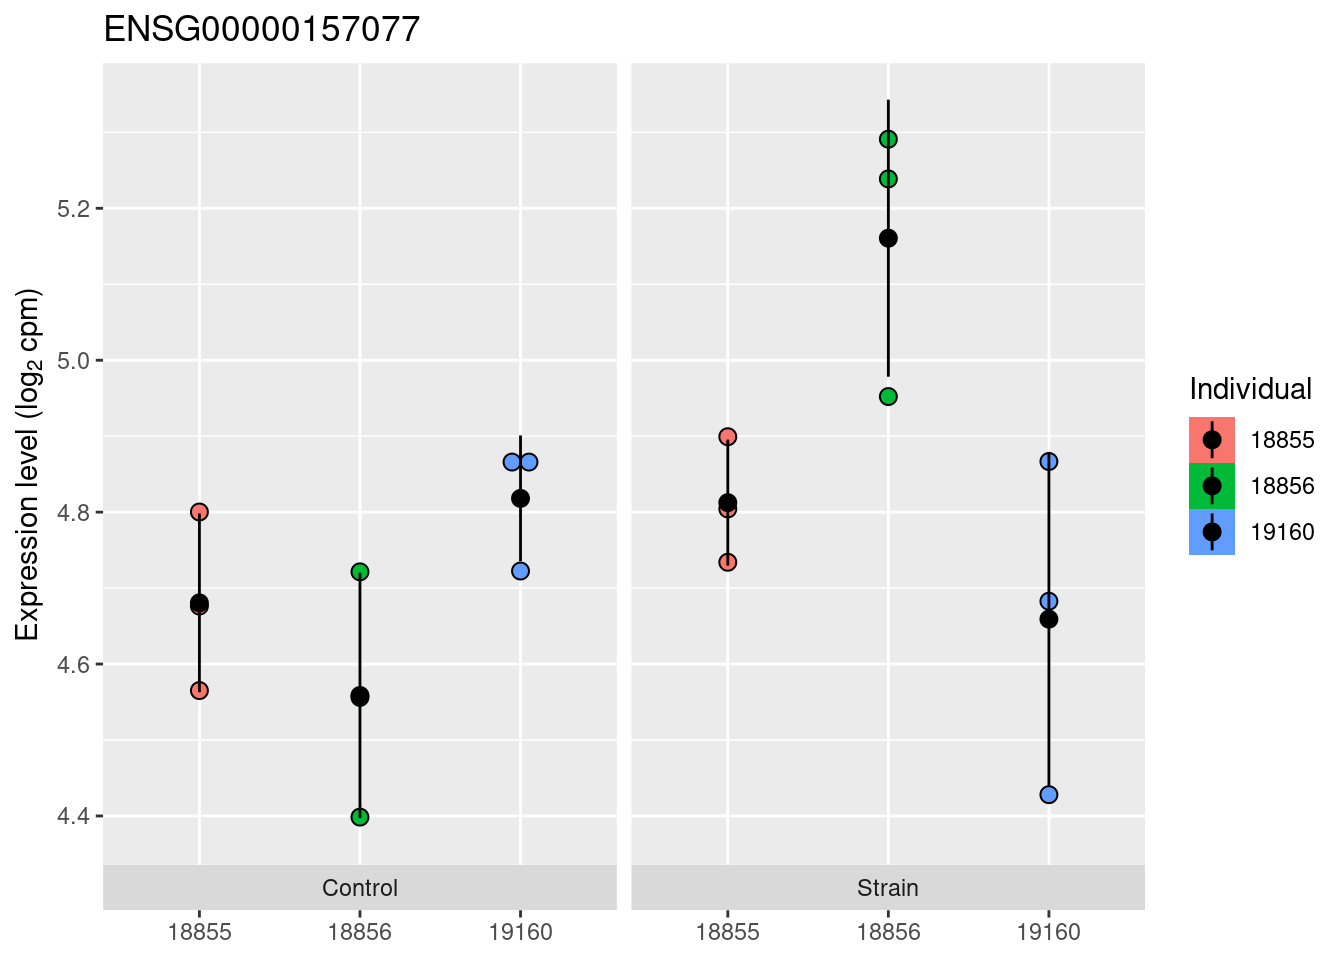 ENSG00000157077
Expression level (log₂ cpm)
5.2
5.0
4.8
4.6
4.4
Control
Strain
18855
18856
19160
18855
18856
19160
Individual
18855
18856
19160